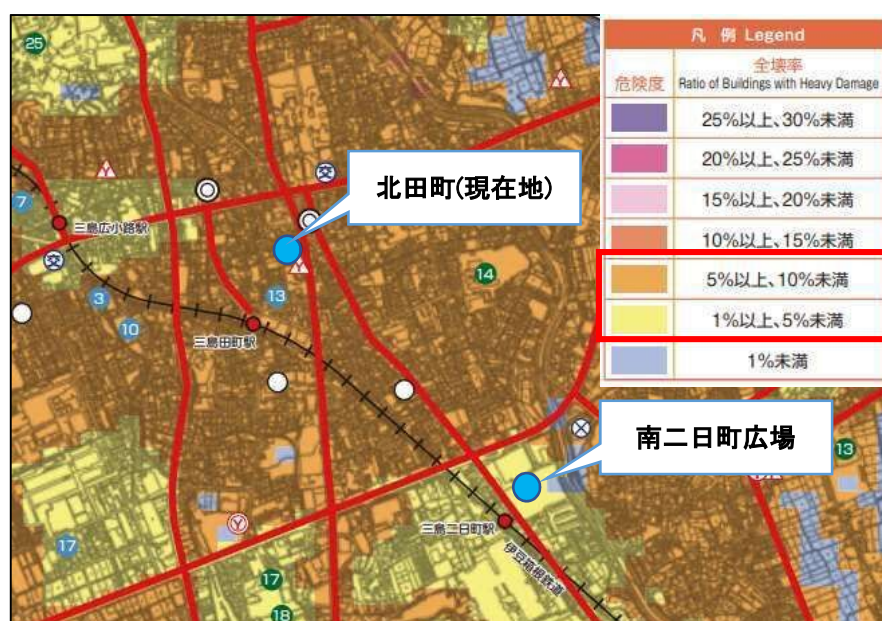 凡 例 Legend
危険度
全壊率
Ratio of Buildings with Heavy Damage
25%以上、30%未満
20%以上、25%未満
15%以上、20%未満
10%以上、15%未満
5%以上、10%未満
1%以上、5%未満
1%未満
25
交
北田町(現在地)
7
三島広小路駅
交
Y
Y
Y
14
13
3
10
三島田町駅
南二日町広場
13
Y
三島二日町駅
伊豆箱根鉄道
17
17
18